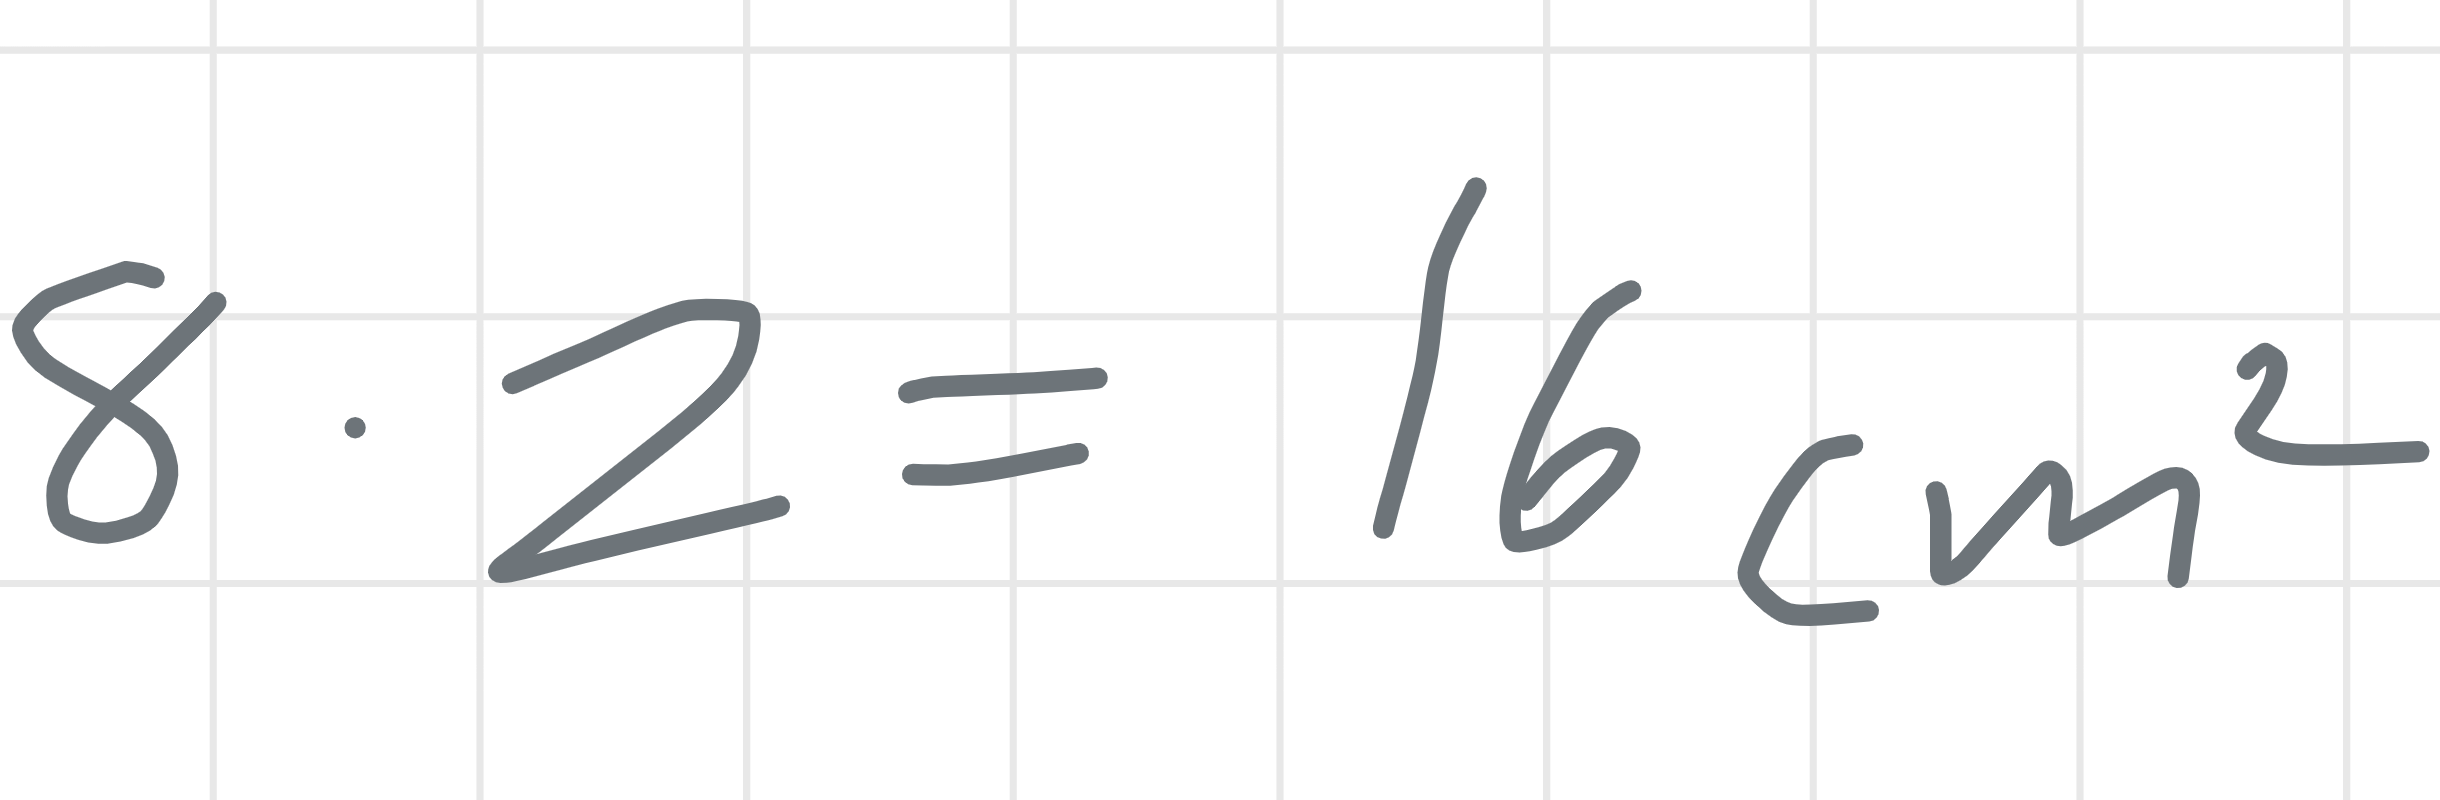 8 · 2 = 16 cm²